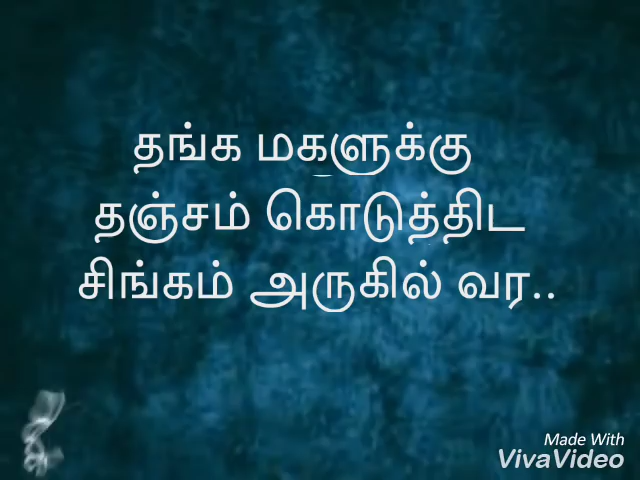 தங்க மகளுக்கு
தஞ்சம் கொடுத்திட
சிங்கம் அருகில் வர..
Made With
VivaVideo